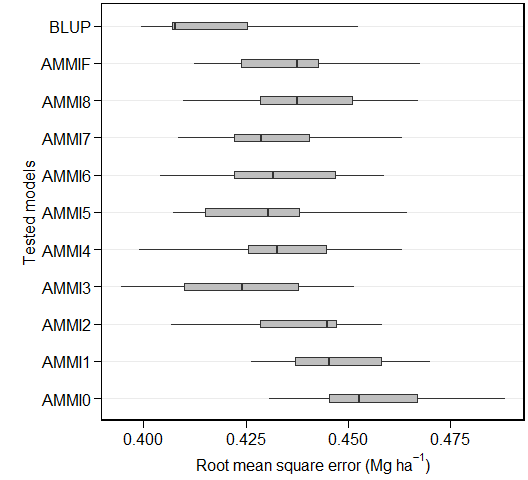 BLUP
AMMIF
AMMI8
AMMI7
AMMI6
AMMI5
AMMI4
AMMI3
AMMI2
AMMI1
AMMI0
Tested models
0.400 0.425 0.450 0.475
Root mean square error (Mg ha⁻¹)